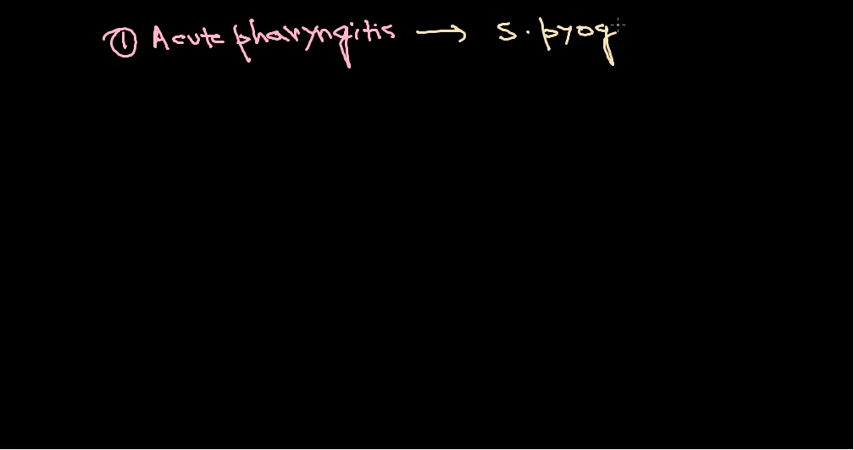 ① Acute pharyngitis → S. pyog